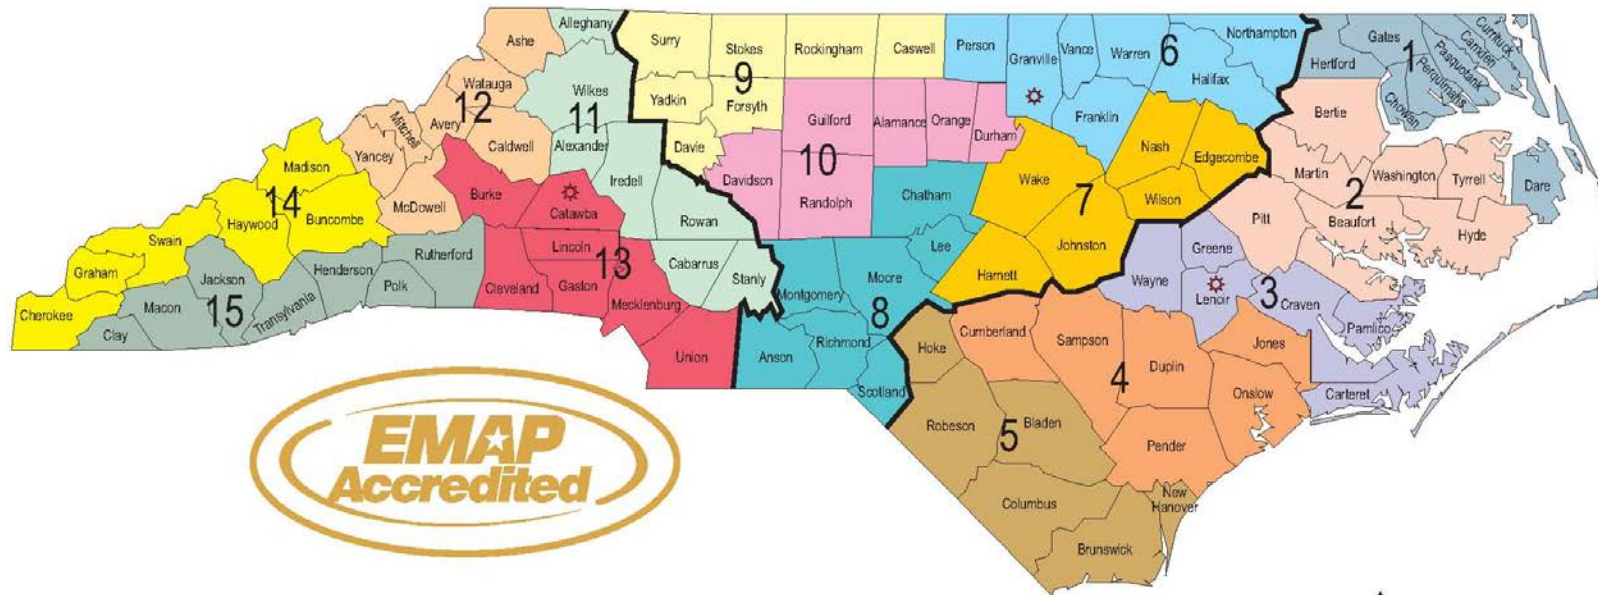 Alleghany
Ashe
Surry
Stokes
Rockingham
Caswell
Person
Granville
Vance
Warren
6
Northampton
Gates
1
Currituck
Camden
Pasquotank
Perquimans
Hertford
Chowan
Watauga
12
Wilkes
11
9
Yadkin
Forsyth
Halifax
Franklin
Bertie
Mitchell
Avery
Caldwell
Alexander
Davie
Guilford
Alamance
Orange
Durham
10
Nash
Edgecombe
Madison
Yancey
Iredell
Davidson
Randolph
Chatham
Wake
7
Wilson
Martin
2
Washington
Tyrrell
Dare
14
Burke
Catawba
McDowell
Buncombe
Haywood
Rowan
Pitt
Beaufort
Hyde
Swain
Rutherford
Lincoln
13
Lee
Johnston
Greene
Graham
Jackson
Henderson
Polk
Cleveland
Gaston
Cabarrus
Stanly
Moore
Harnett
Wayne
Lenoir
3
Craven
Macon
15
Transylvania
Mecklenburg
Montgomery
8
Pamlico
Cherokee
Clay
Union
Anson
Richmond
Hoke
Cumberland
Sampson
Duplin
Jones
4
Scotland
Onslow
Carteret
EMAP
Accredited
Robeson
5
Bladen
Pender
Columbus
New
Hanover
Brunswick